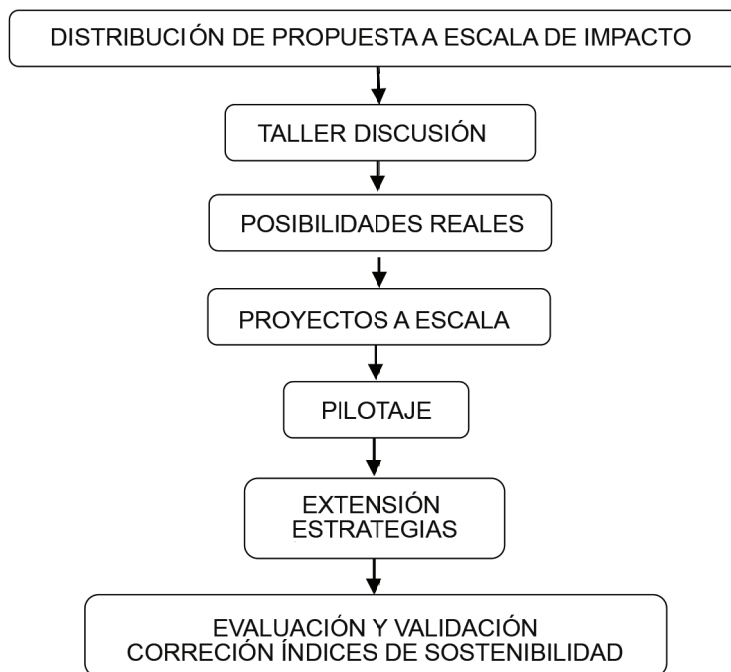 DISTRIBUCIÓN DE PROPUESTA A ESCALA DE IMPACTO
TALLER DISCUSIÓN
POSIBILIDADES REALES
PROYECTOS A ESCALA
PILOTAJE
EXTENSIÓN
ESTRATEGIAS
EVALUACIÓN Y VALIDACIÓN
CORRECIÓN ÍNDICES DE SOSTENIBILIDAD